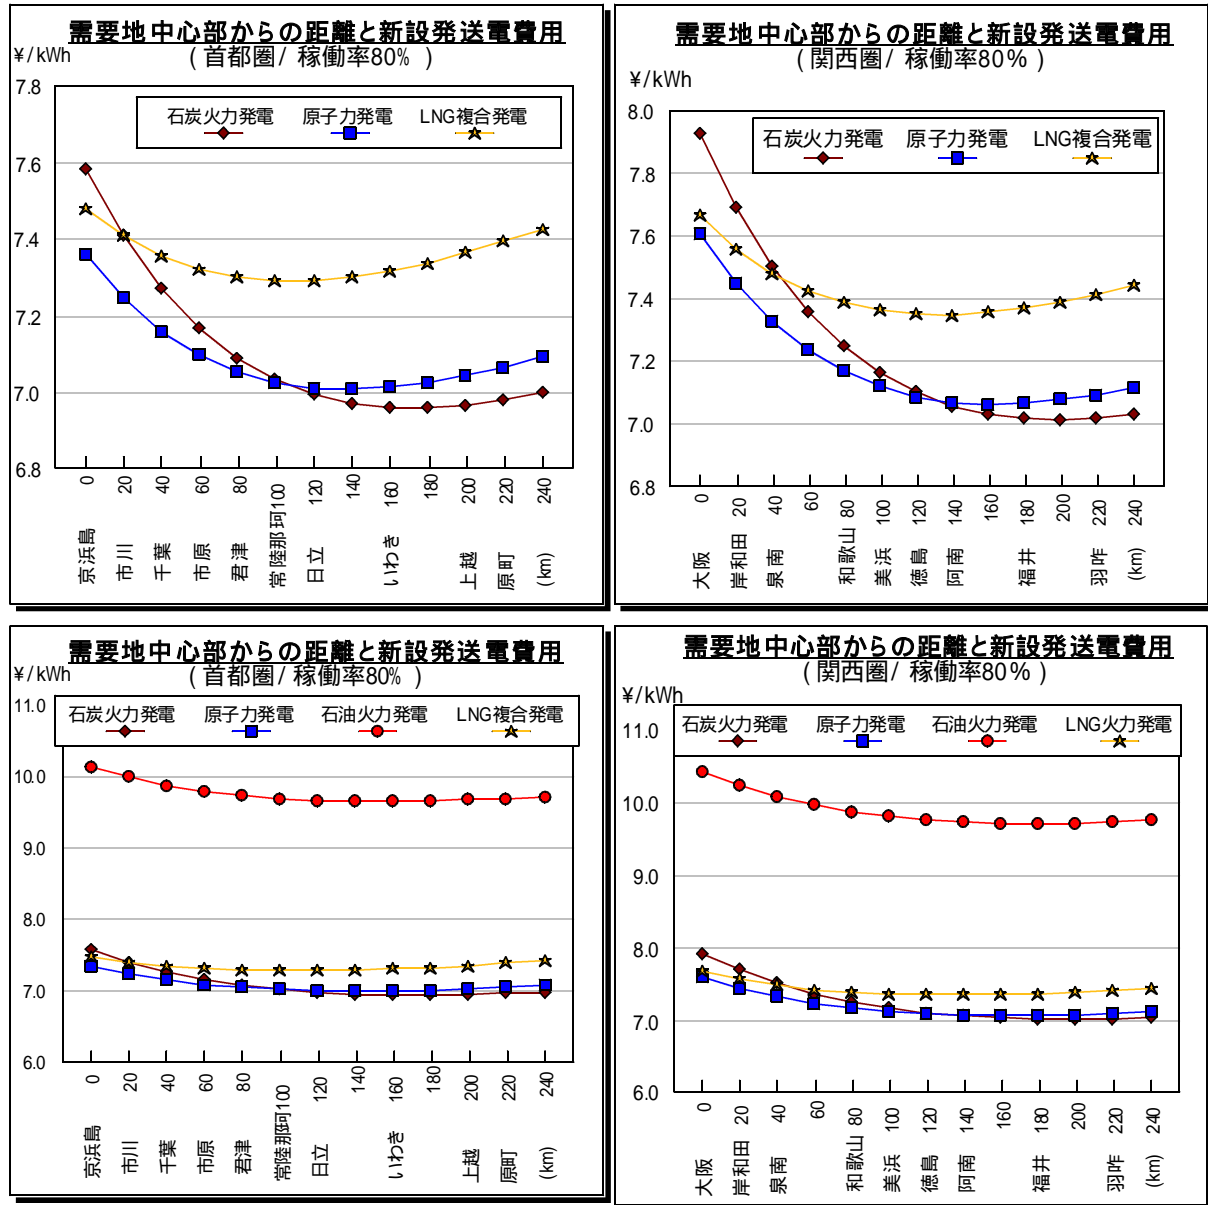 需要地中心部からの距離と新設発送電費用
¥/kWh
(首都圏/ 稼働率80% )
石炭火力発電 原子力発電 LNG複合発電
7.8
7.6
7.4
7.2
7.0
6.8
0 20 40 60 80 100 120 140 160 180 200 220 240
京浜島 市川 千葉 市原 君津 常陸那珂 日立 いわき 上越 原町 (km)
需要地中心部からの距離と新設発送電費用
(関西圏/ 稼働率80% )
¥/kWh
石炭火力発電 原子力発電 LNG複合発電
8.0
7.8
7.6
7.4
7.2
7.0
6.8
0 20 40 60 80 100 120 140 160 180 200 220 240
大阪 岸和田 泉南 和歌山 美浜 徳島 阿南 福井 羽咋 (km)
需要地中心部からの距離と新設発送電費用
¥/kWh
(首都圏/ 稼働率80% )
石炭火力発電 原子力発電 石油火力発電 LNG複合発電
11.0
10.0
9.0
8.0
7.0
6.0
0 20 40 60 80 100 120 140 160 180 200 220 240
京浜島 市川 千葉 市原 君津 常陸那珂 日立 いわき 上越 原町 (km)
需要地中心部からの距離と新設発送電費用
(関西圏/ 稼働率80% )
¥/kWh
石炭火力発電 原子力発電 石油火力発電 LNG火力発電
11.0
10.0
9.0
8.0
7.0
6.0
0 20 40 60 80 100 120 140 160 180 200 220 240
大阪 岸和田 泉南 和歌山 美浜 徳島 阿南 福井 羽咋 (km)